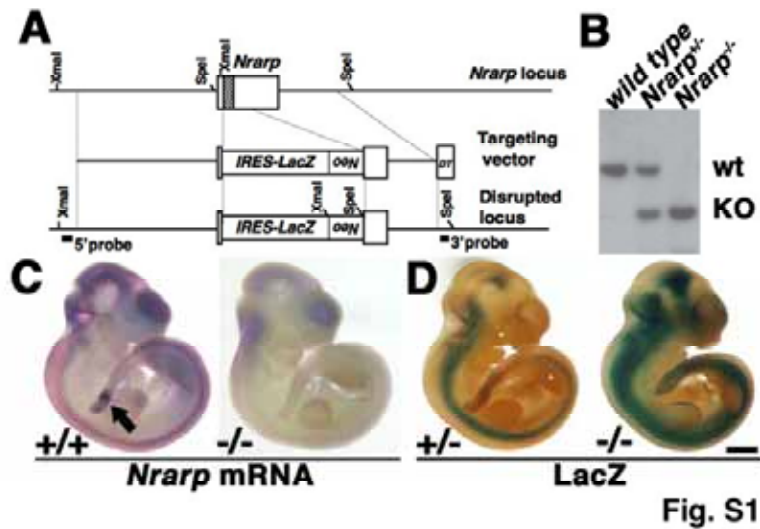 A
XmaI
SpeI
XmaI
Nrarp
SpeI
Nrarp locus
IRES-LacZ
Neo
DT
Targeting
vector
XmaI
XmaI
SpeI
SpeI
Disrupted
locus
IRES-LacZ
Neo
5'probe
3'probe
B
wild type
Nrarp+/-
Nrarp-/-
wt
KO
C
+/+
-/-
Nrarp mRNA
D
+/-
-/-
LacZ
Fig. S1